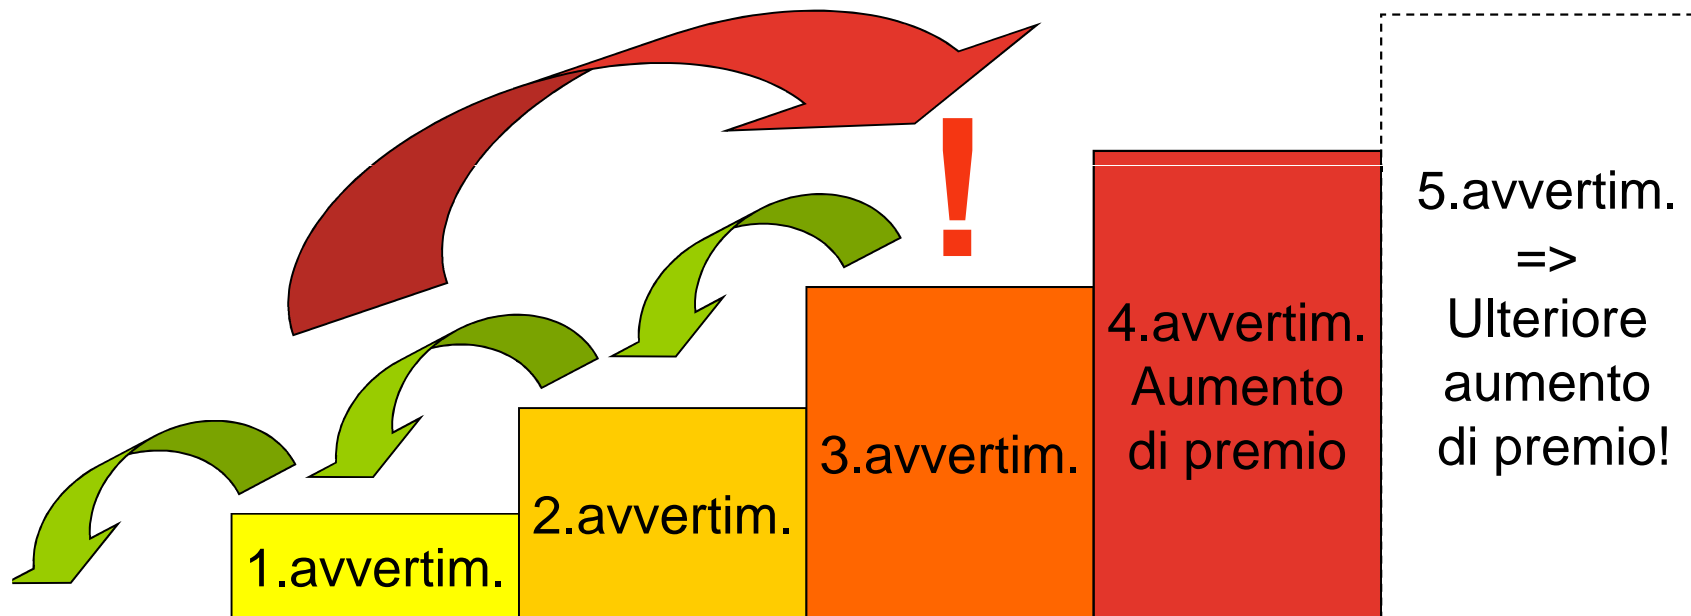 !
1.avvertim.
2.avvertim.
3.avvertim.
4.avvertim.
Aumento
di premio
5.avvertim.
=>
Ulteriore
aumento
di premio!